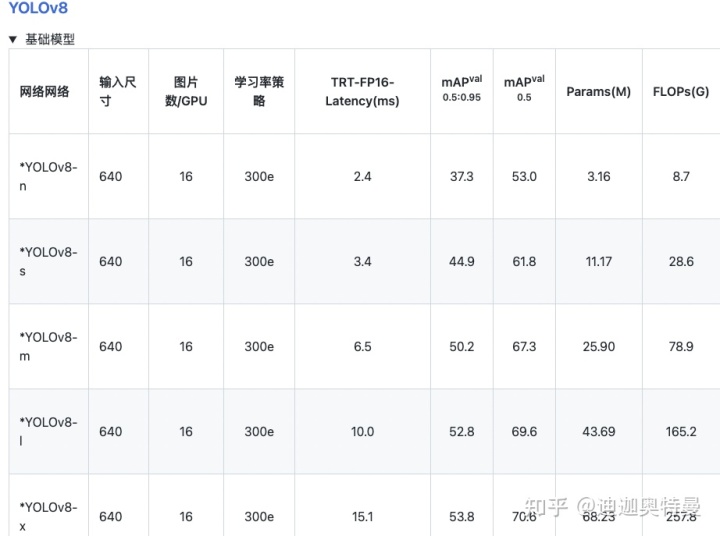 YOLOv8
▼ 基础模型
网络网络 输入尺寸 图片数/GPU 学习率策略 TRT-FP16-Latency(ms) mAPval 0.5:0.95 mAPval 0.5 Params(M) FLOPs(G)
*YOLOv8-n 640 16 300e 2.4 37.3 53.0 3.16 8.7
*YOLOv8-s 640 16 300e 3.4 44.9 61.8 11.17 28.6
*YOLOv8-m 640 16 300e 6.5 50.2 67.3 25.90 78.9
*YOLOv8-l 640 16 300e 10.0 52.8 69.6 43.69 165.2
*YOLOv8-x 640 16 300e 15.1 53.8 70.6 68.23 257.8
知乎 @迪迦奥特曼